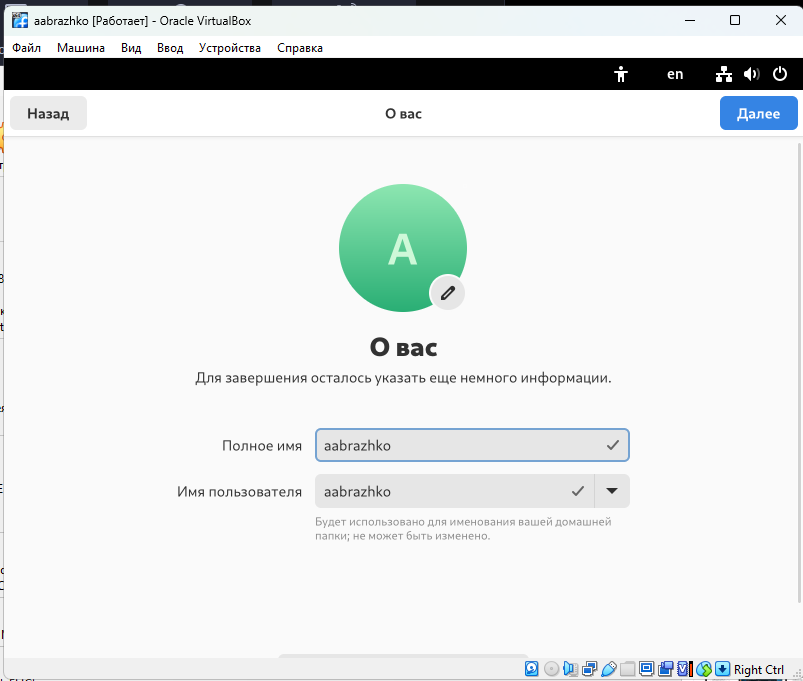 aabrazhko [Работает] - Oracle VirtualBox
Файл Машина Вид Ввод Устройства Справка
en
Назад О вас Далее
A
О вас
Для завершения осталось указать еще немного информации.
Полное имя aabrazhko
Имя пользователя aabrazhko
Будет использовано для именования вашей домашней
папки; не может быть изменено.
Right Ctrl